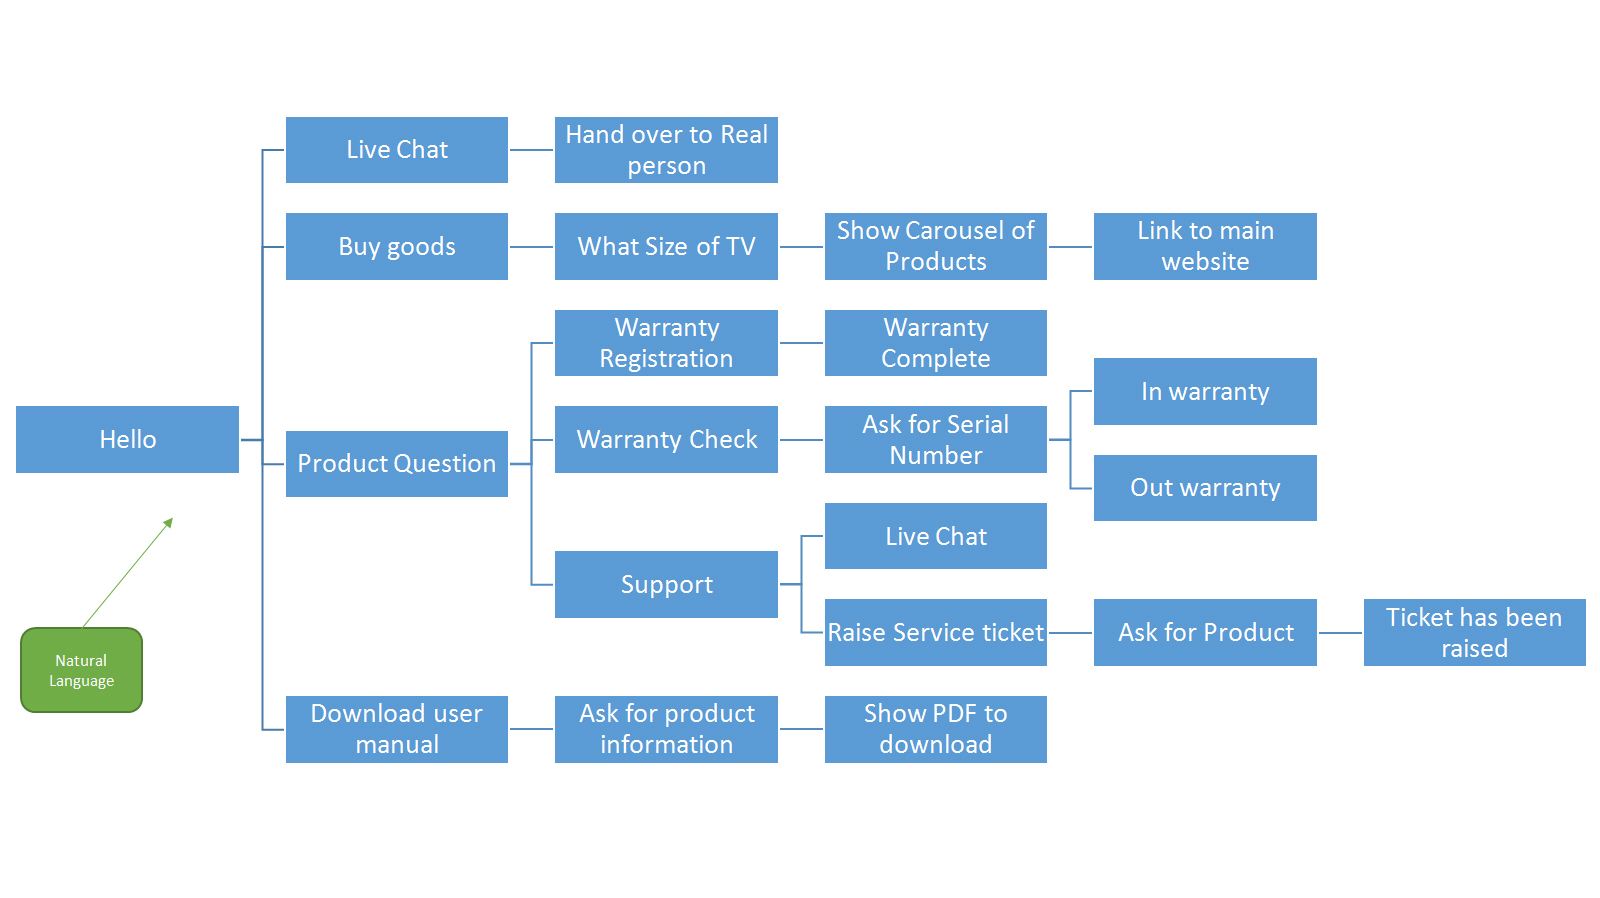 Hello
Natural
Language
Live Chat
Hand over to Real
person
Buy goods
What Size of TV
Show Carousel of
Products
Link to main
website
Product Question
Warranty
Registration
Warranty
Complete
Warranty Check
Ask for Serial
Number
In warranty
Out warranty
Support
Live Chat
Raise Service ticket
Ask for Product
Ticket has been
raised
Download user
manual
Ask for product
information
Show PDF to
download